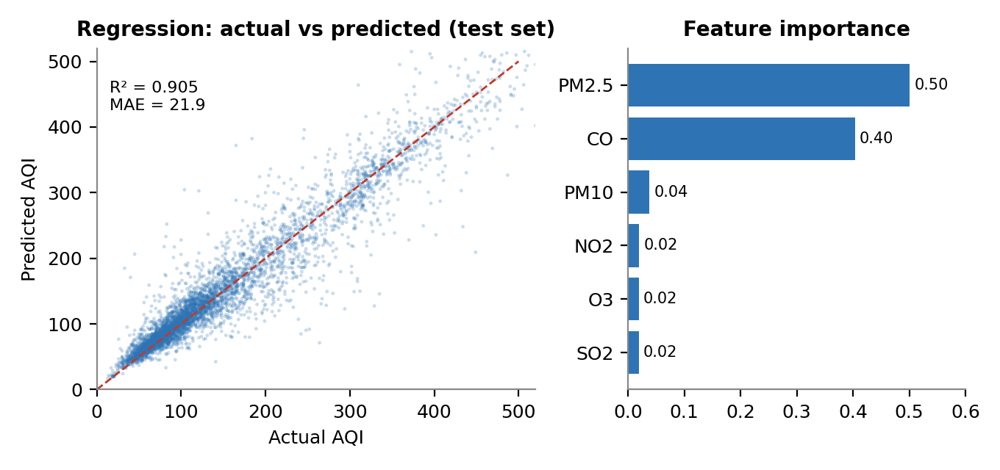 Regression: actual vs predicted (test set)
R² = 0.905
MAE = 21.9
Predicted AQI
500
400
300
200
100
0
0 100 200 300 400 500
Actual AQI
Feature importance
PM2.5 0.50
CO 0.40
PM10 0.04
NO2 0.02
O3 0.02
SO2 0.02
0.0 0.1 0.2 0.3 0.4 0.5 0.6